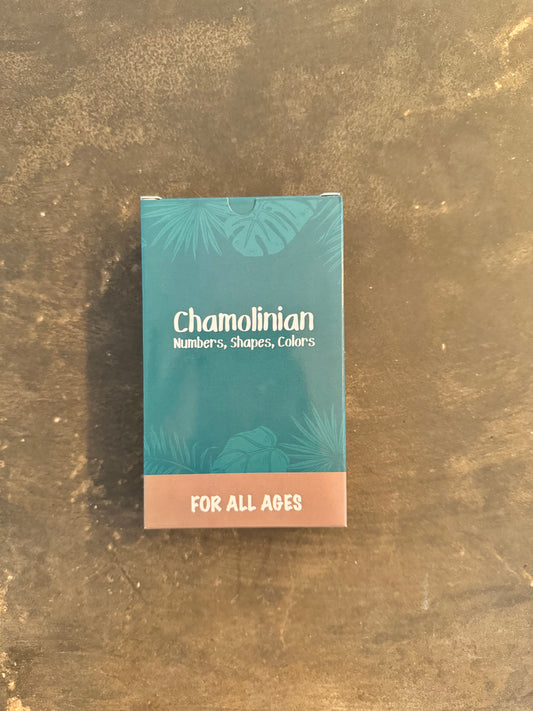 Chamolinian
Numbers, Shapes, Colors
FOR ALL AGES